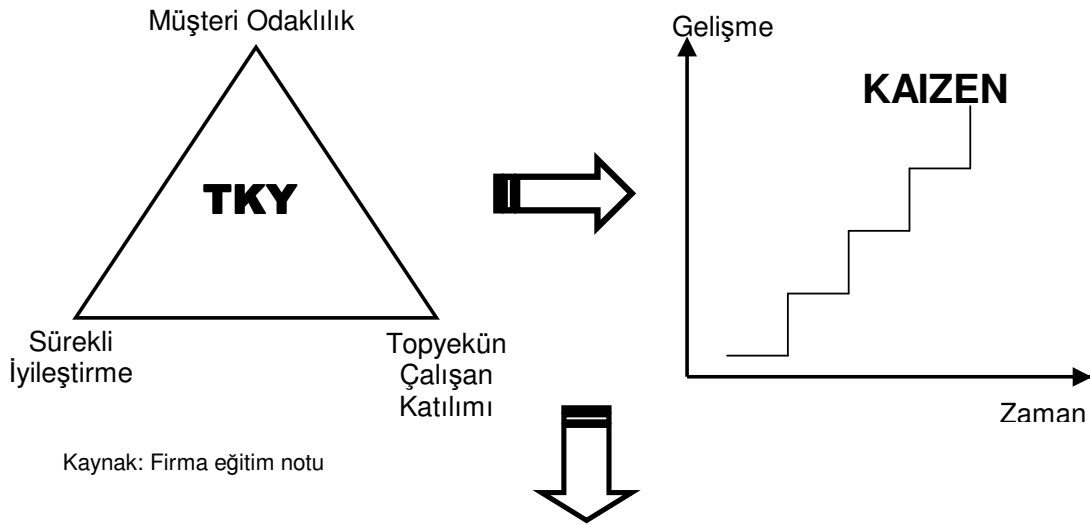 Müşteri Odaklılık
TKY
Sürekli
İyileştirme
Topyekün
Çalışan
Katılımı
Kaynak: Firma eğitim notu
Gelişme
KAIZEN
Zaman